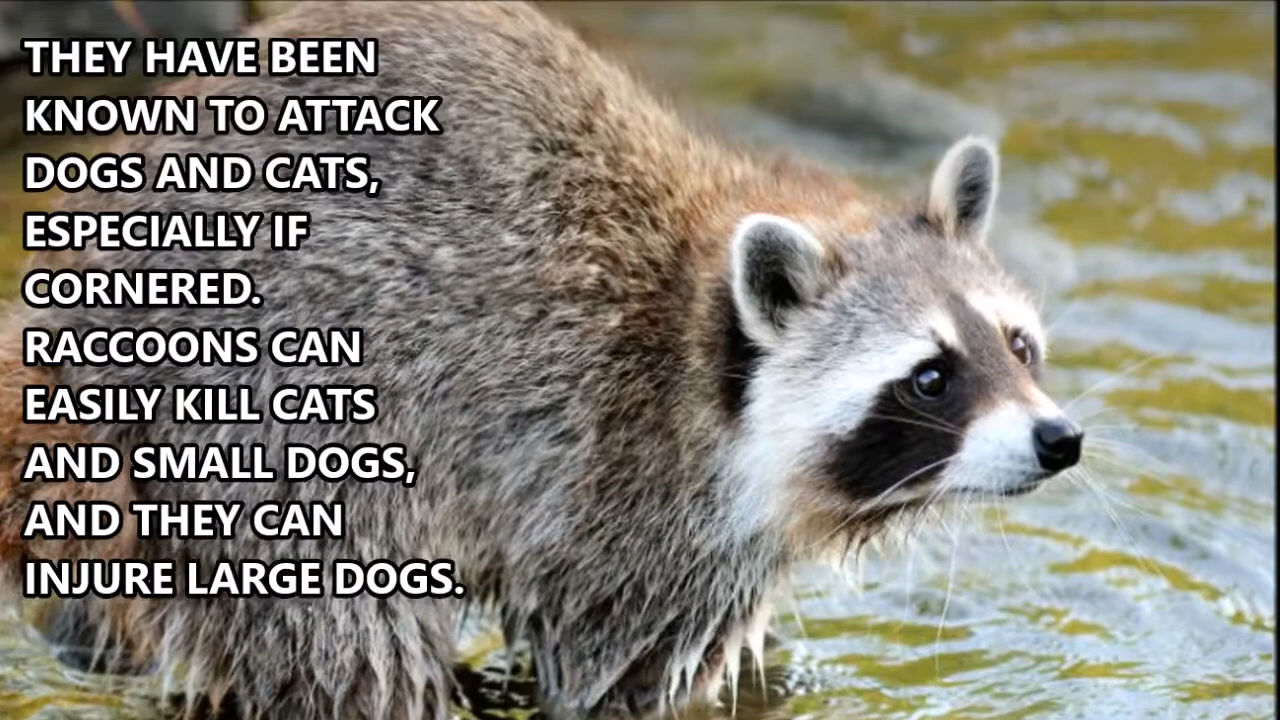 THEY HAVE BEEN
KNOWN TO ATTACK
DOGS AND CATS,
ESPECIALLY IF
CORNERED.
RACCOONS CAN
EASILY KILL CATS
AND SMALL DOGS,
AND THEY CAN
INJURE LARGE DOGS.